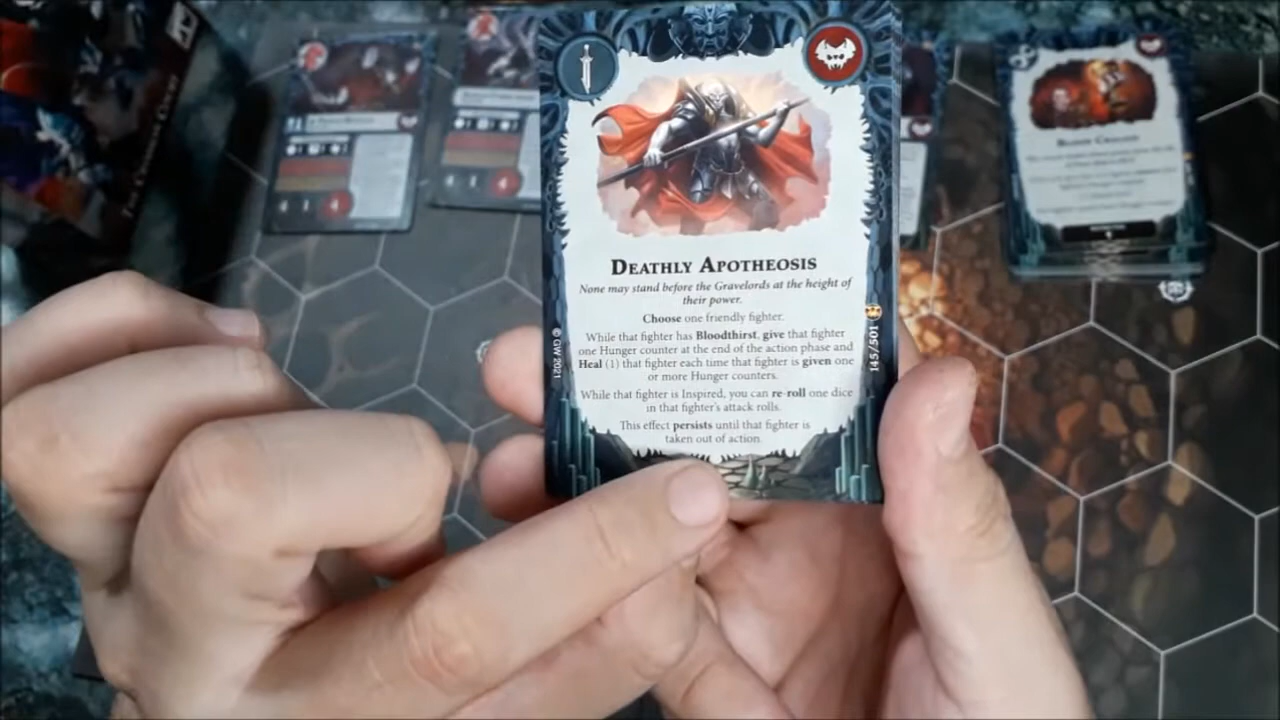 DEATHLY APOTHEOSIS
None may stand before the Gravelords at the height of
their power.
Choose one friendly fighter.
While that fighter has Bloodthirst, give that fighter
one Hunger counter at the end of the action phase and
Heal (1) that fighter each time that fighter is given one
or more Hunger counters.
While that fighter is Inspired, you can re-roll one dice
in that fighter's attack rolls.
This effect persists until that fighter is
taken out of action.
© GW 2021
145/501